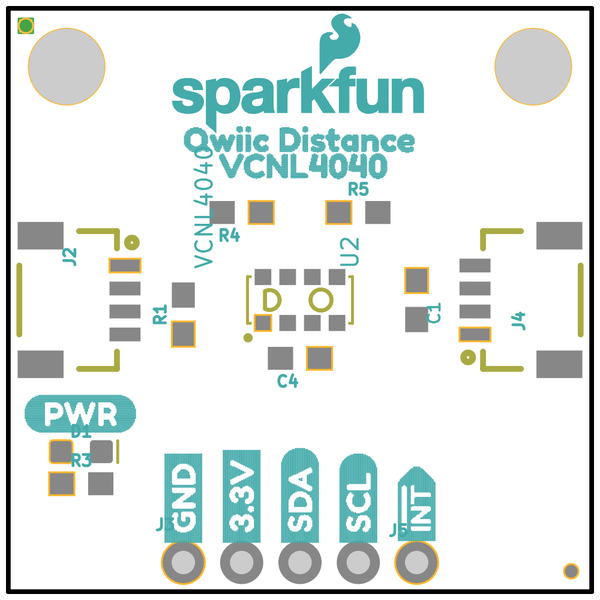 sparkfun
Qwiic Distance
VCNL4040
VCNL4040
R5
R4
U2
J2
R1
C1
J4
C4
PWR
D1
R3
GND
3.3V
SDA
SCL
INT
J5